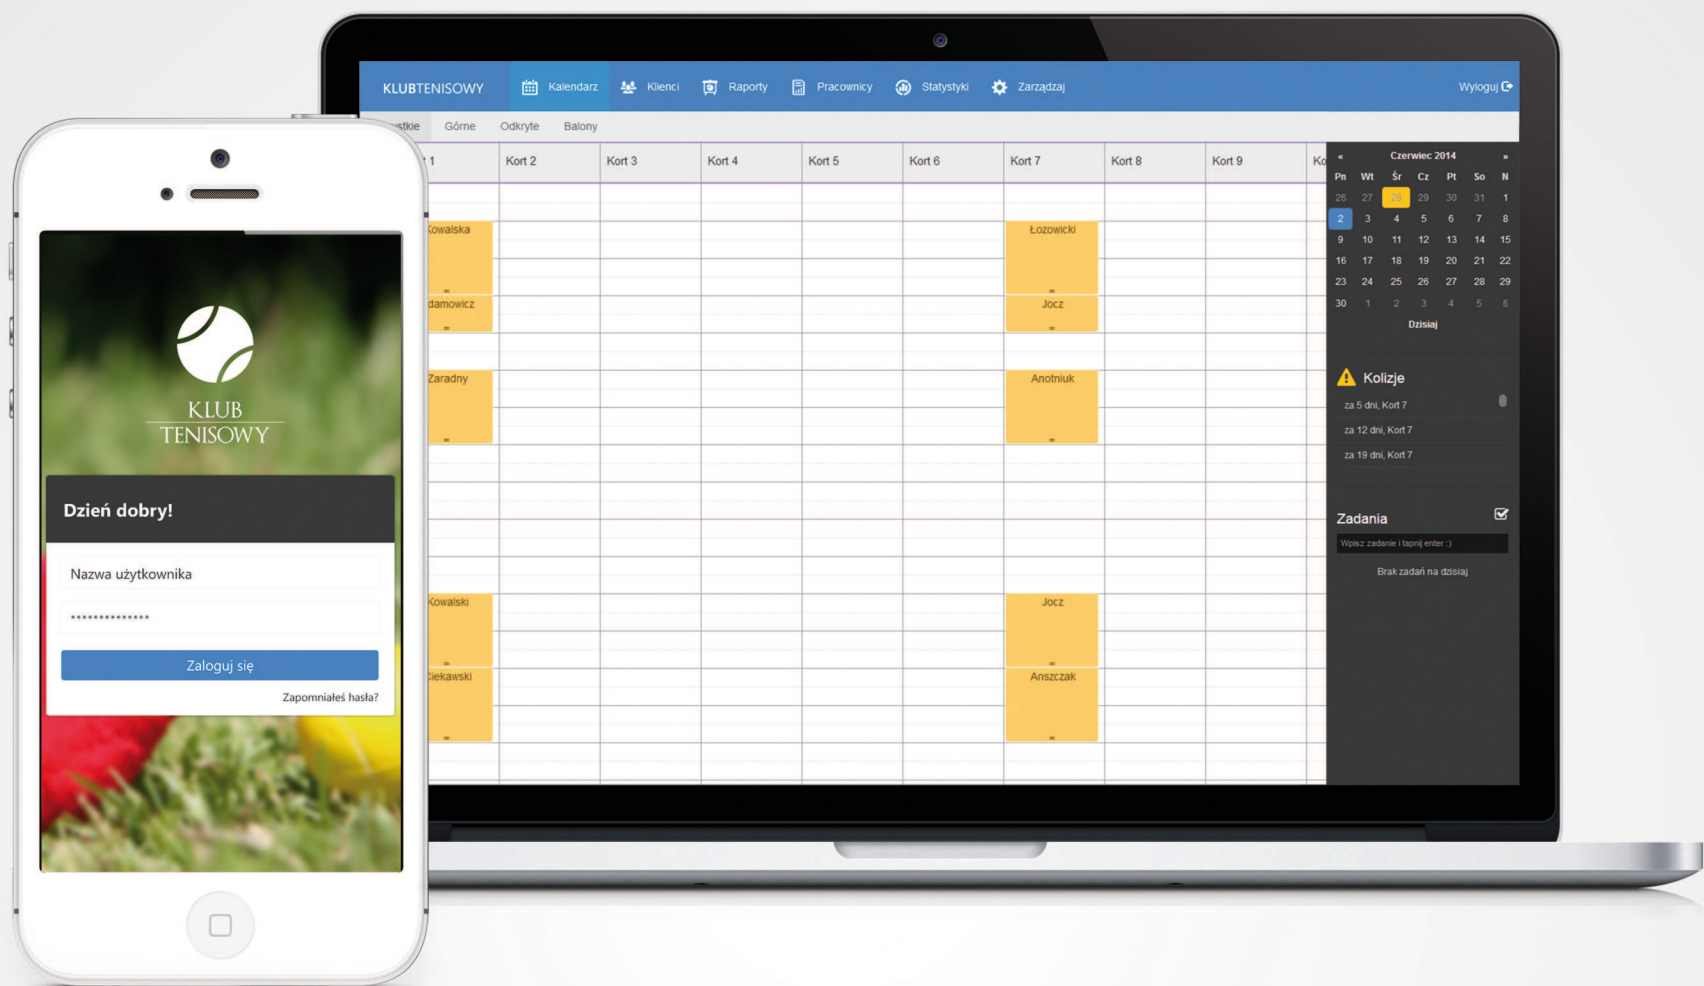 KLUBTENISOWY
Kalendarz
Klienci
Raporty
Pracownicy
Statystyki
Zarządzaj
Wyloguj
Górne
Odkryte
Balony
1
Kort 2
Kort 3
Kort 4
Kort 5
Kort 6
Kort 7
Kort 8
Kort 9
Ko
Kowalska
Łozowicki
damowicz
Jocz
Zaradny
Anotniuk
Kowalski
Jocz
Ciekawski
Anszczak
« Czerwiec 2014 »
Pn Wt Śr Cz Pt So N
26 27 28 29 30 31 1
2 3 4 5 6 7 8
9 10 11 12 13 14 15
16 17 18 19 20 21 22
23 24 25 26 27 28 29
30 1 2 3 4 5 6
Dzisiaj
Kolizje
za 5 dni, Kort 7
za 12 dni, Kort 7
za 19 dni, Kort 7
Zadania
Wpisz zadanie i tapnij enter :)
Brak zadań na dzisiaj
KLUB
TENISOWY
Dzień dobry!
Nazwa użytkownika
**************
Zaloguj się
Zapomniałeś hasła?